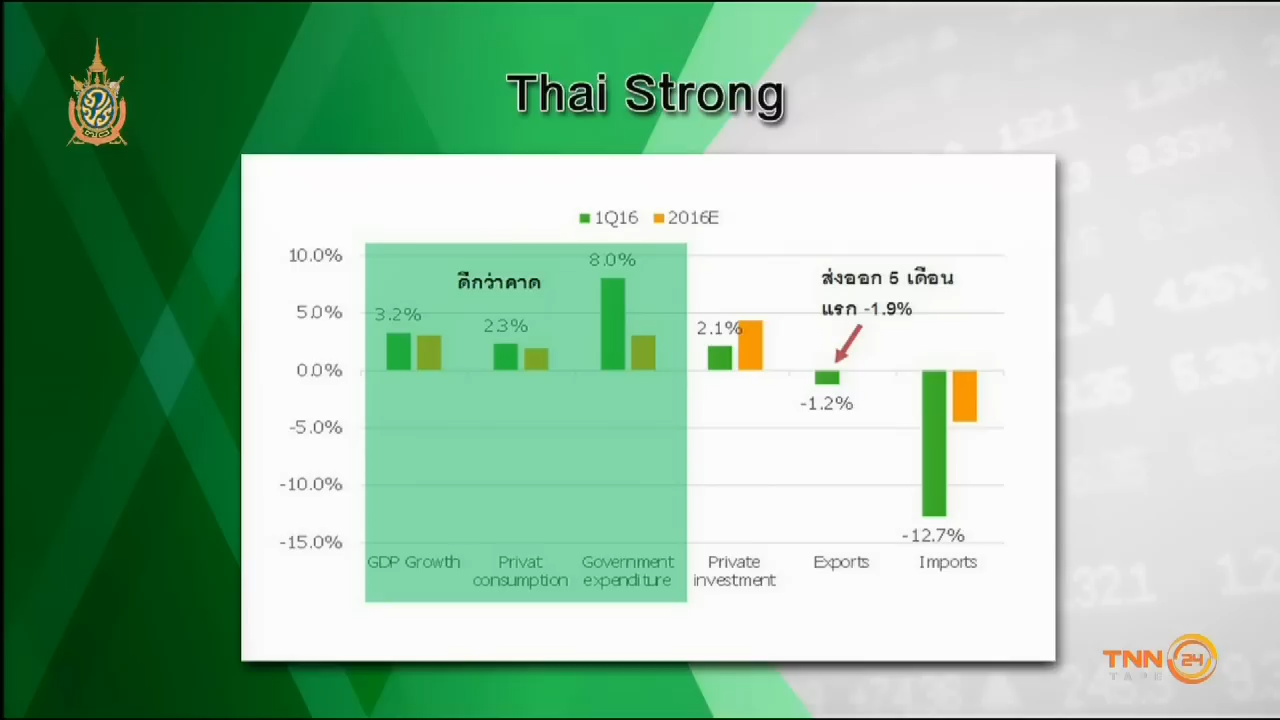 Thai Strong
1Q16 2016E
10.0%
5.0%
0.0%
-5.0%
-10.0%
-15.0%
ดีกว่าคาด
ส่งออก 5 เดือน
แรก -1.9%
3.2%
2.3%
8.0%
2.1%
-1.2%
-12.7%
GDP Growth
Privat
consumption
Government
expenditure
Private
investment
Exports
Imports
TNN 24
TAPE